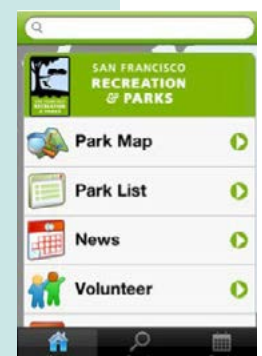 SAN FRANCISCO
RECREATION
& PARKS
Park Map
Park List
News
Volunteer